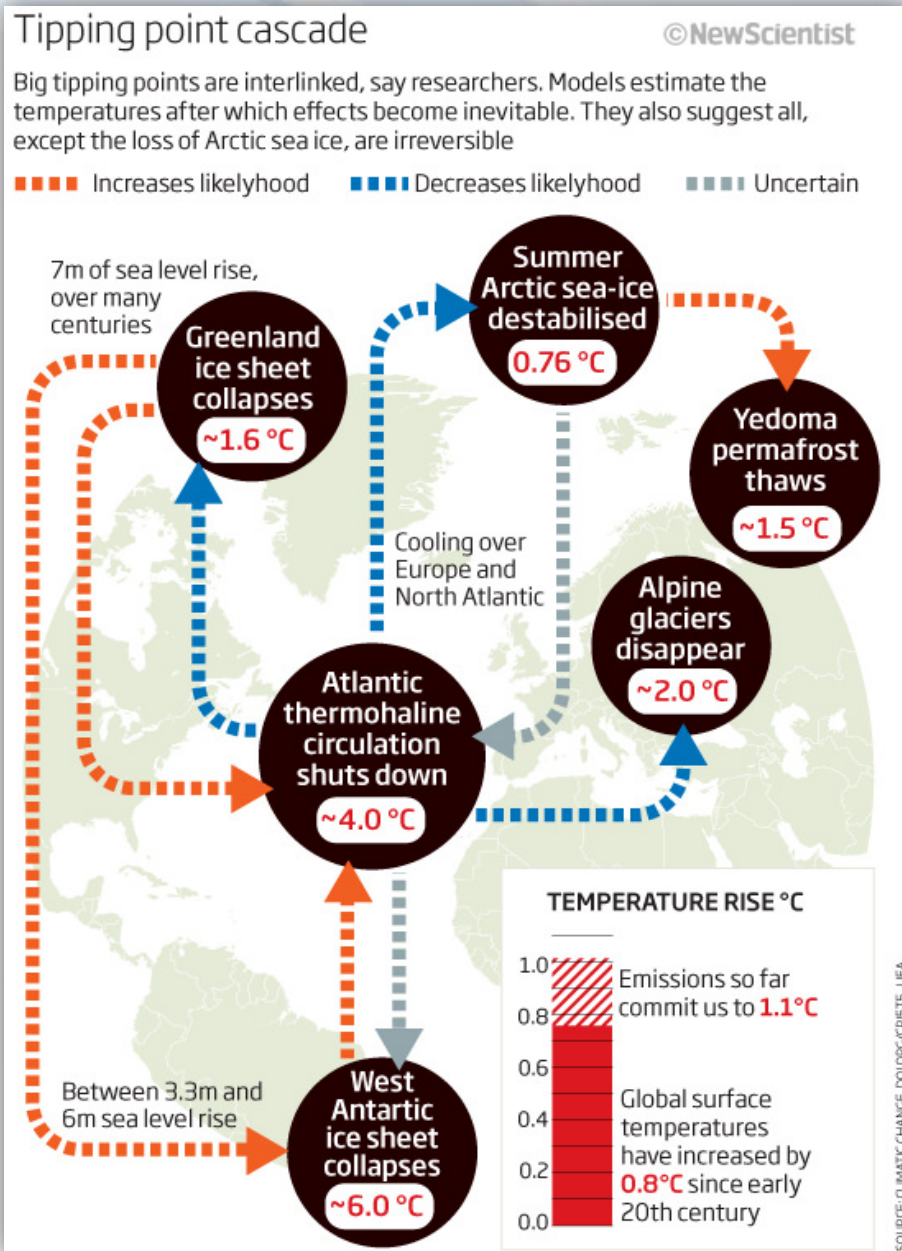 Tipping point cascade
©NewScientist
Big tipping points are interlinked, say researchers. Models estimate the
temperatures after which effects become inevitable. They also suggest all,
except the loss of Arctic sea ice, are irreversible
Increases likelyhood
Decreases likelyhood
Uncertain
7m of sea level rise,
over many
centuries
Greenland
ice sheet
collapses
~1.6 °C
Summer
Arctic sea-ice
destabilised
0.76 °C
Yedoma
permafrost
thaws
~1.5 °C
Cooling over
Europe and
North Atlantic
Alpine
glaciers
disappear
~2.0 °C
Atlantic
thermohaline
circulation
shuts down
~4.0 °C
Between 3.3m and
6m sea level rise
West
Antartic
ice sheet
collapses
~6.0 °C
TEMPERATURE RISE °C
1.0
0.8
0.6
0.4
0.2
0.0
Emissions so far
commit us to 1.1°C
Global surface
temperatures
have increased by
0.8°C since early
20th century
SOURCE: CLIMATIC CHANGE